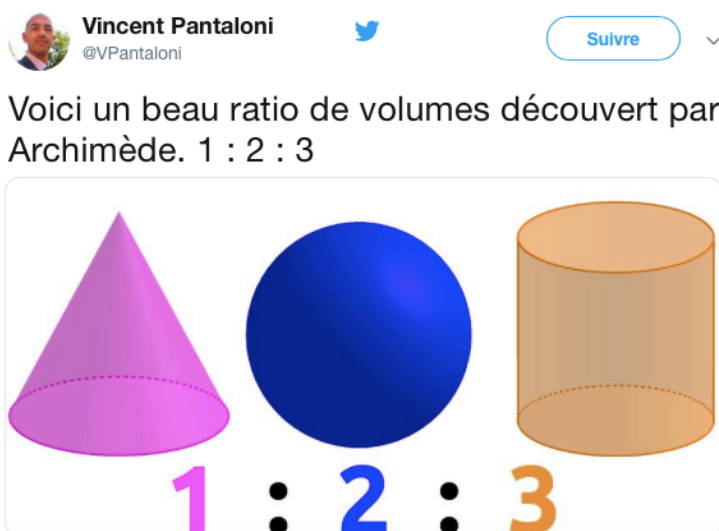 Vincent Pantaloni
@VPantaloni
Suivre
Voici un beau ratio de volumes découvert par
Archimède. 1 : 2 : 3
1 : 2 : 3